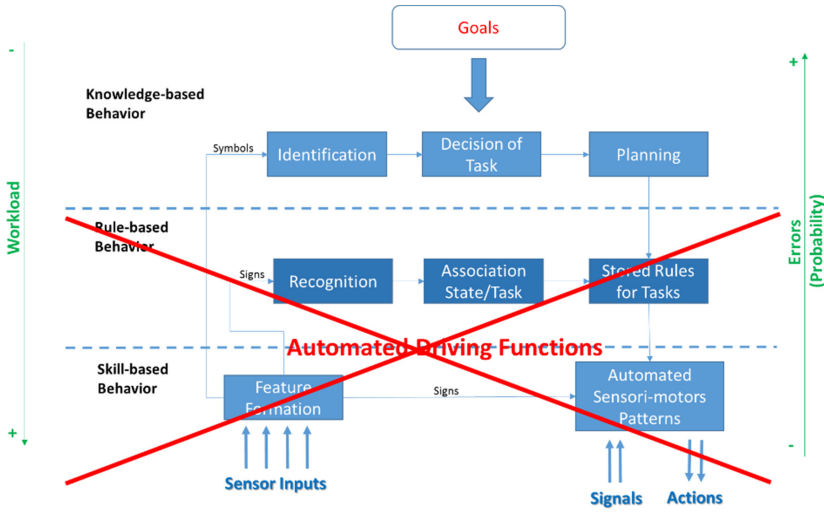 Goals
-
+
Knowledge-based
Behavior
Symbols
Identification
Decision of
Task
Planning
Workload
Errors
(Probability)
Rule-based
Behavior
Signs
Recognition
Association
State/Task
Stored Rules
for Tasks
Automated Driving Functions
Skill-based
Behavior
Feature
Formation
Signs
Automated
Sensori-motors
Patterns
+
-
Sensor Inputs
Signals
Actions